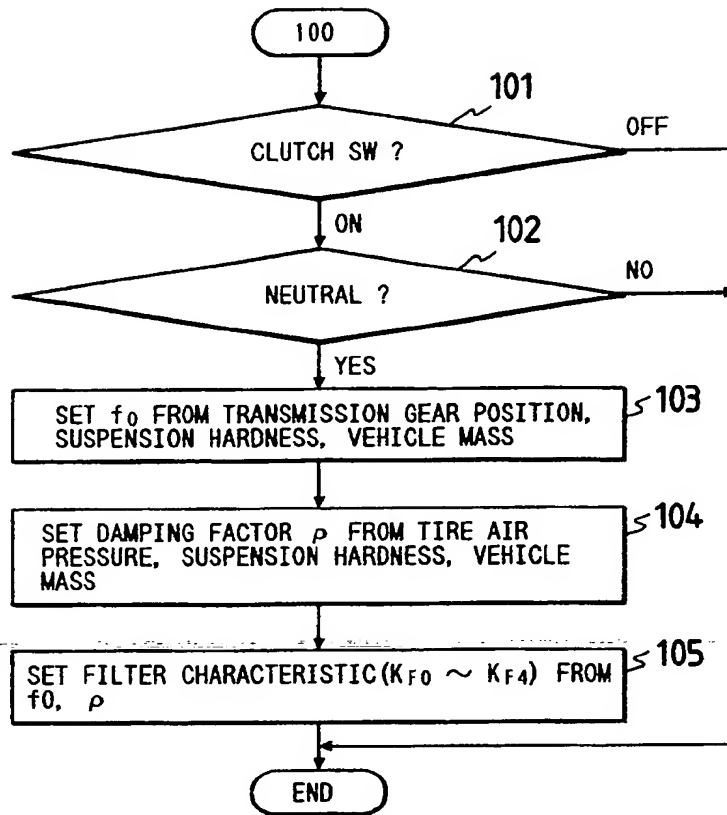 100
101
CLUTCH SW ?
OFF
ON
102
NEUTRAL ?
NO
YES
103
SET f0 FROM TRANSMISSION GEAR POSITION,
SUSPENSION HARDNESS, VEHICLE MASS
104
SET DAMPING FACTOR ρ FROM TIRE AIR
PRESSURE, SUSPENSION HARDNESS, VEHICLE
MASS
105
SET FILTER CHARACTERISTIC(KF0 ~ KF4) FROM
f0, ρ
END